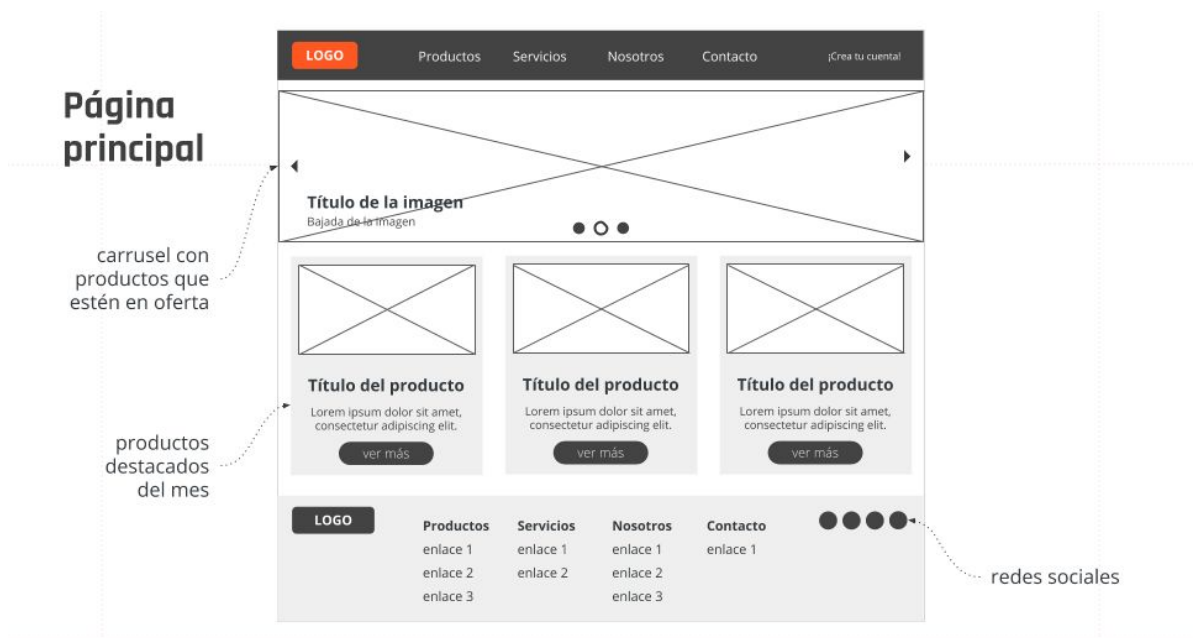 LOGO
Productos
Servicios
Nosotros
Contacto
¡Crea tu cuenta!
Página
principal
Título de la imagen
Bajada de la imagen
carrusel con
productos que
estén en oferta
Título del producto
Lorem ipsum dolor sit amet,
consectetur adipiscing elit.
ver más
Título del producto
Lorem ipsum dolor sit amet,
consectetur adipiscing elit.
ver más
Título del producto
Lorem ipsum dolor sit amet,
consectetur adipiscing elit.
ver más
productos
destacados
del mes
LOGO
Productos
enlace 1
enlace 2
enlace 3
Servicios
enlace 1
enlace 2
Nosotros
enlace 1
enlace 2
enlace 3
Contacto
enlace 1
redes sociales